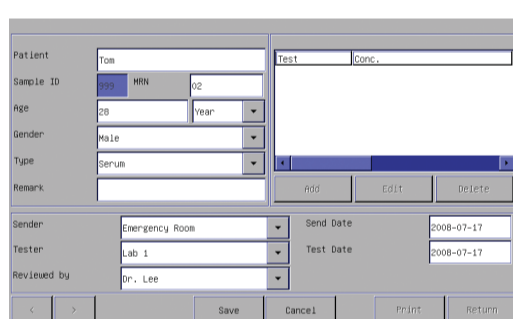 Patient Tom
Sample ID 999 MRN 02
Age 28 Year
Gender Male
Type Serum
Remark
Test Conc.
Add Edit Delete
Sender Emergency Room Send Date 2008-07-17
Tester Lab 1 Test Date 2008-07-17
Reviewed by Dr. Lee
< > Save Cancel Print Return